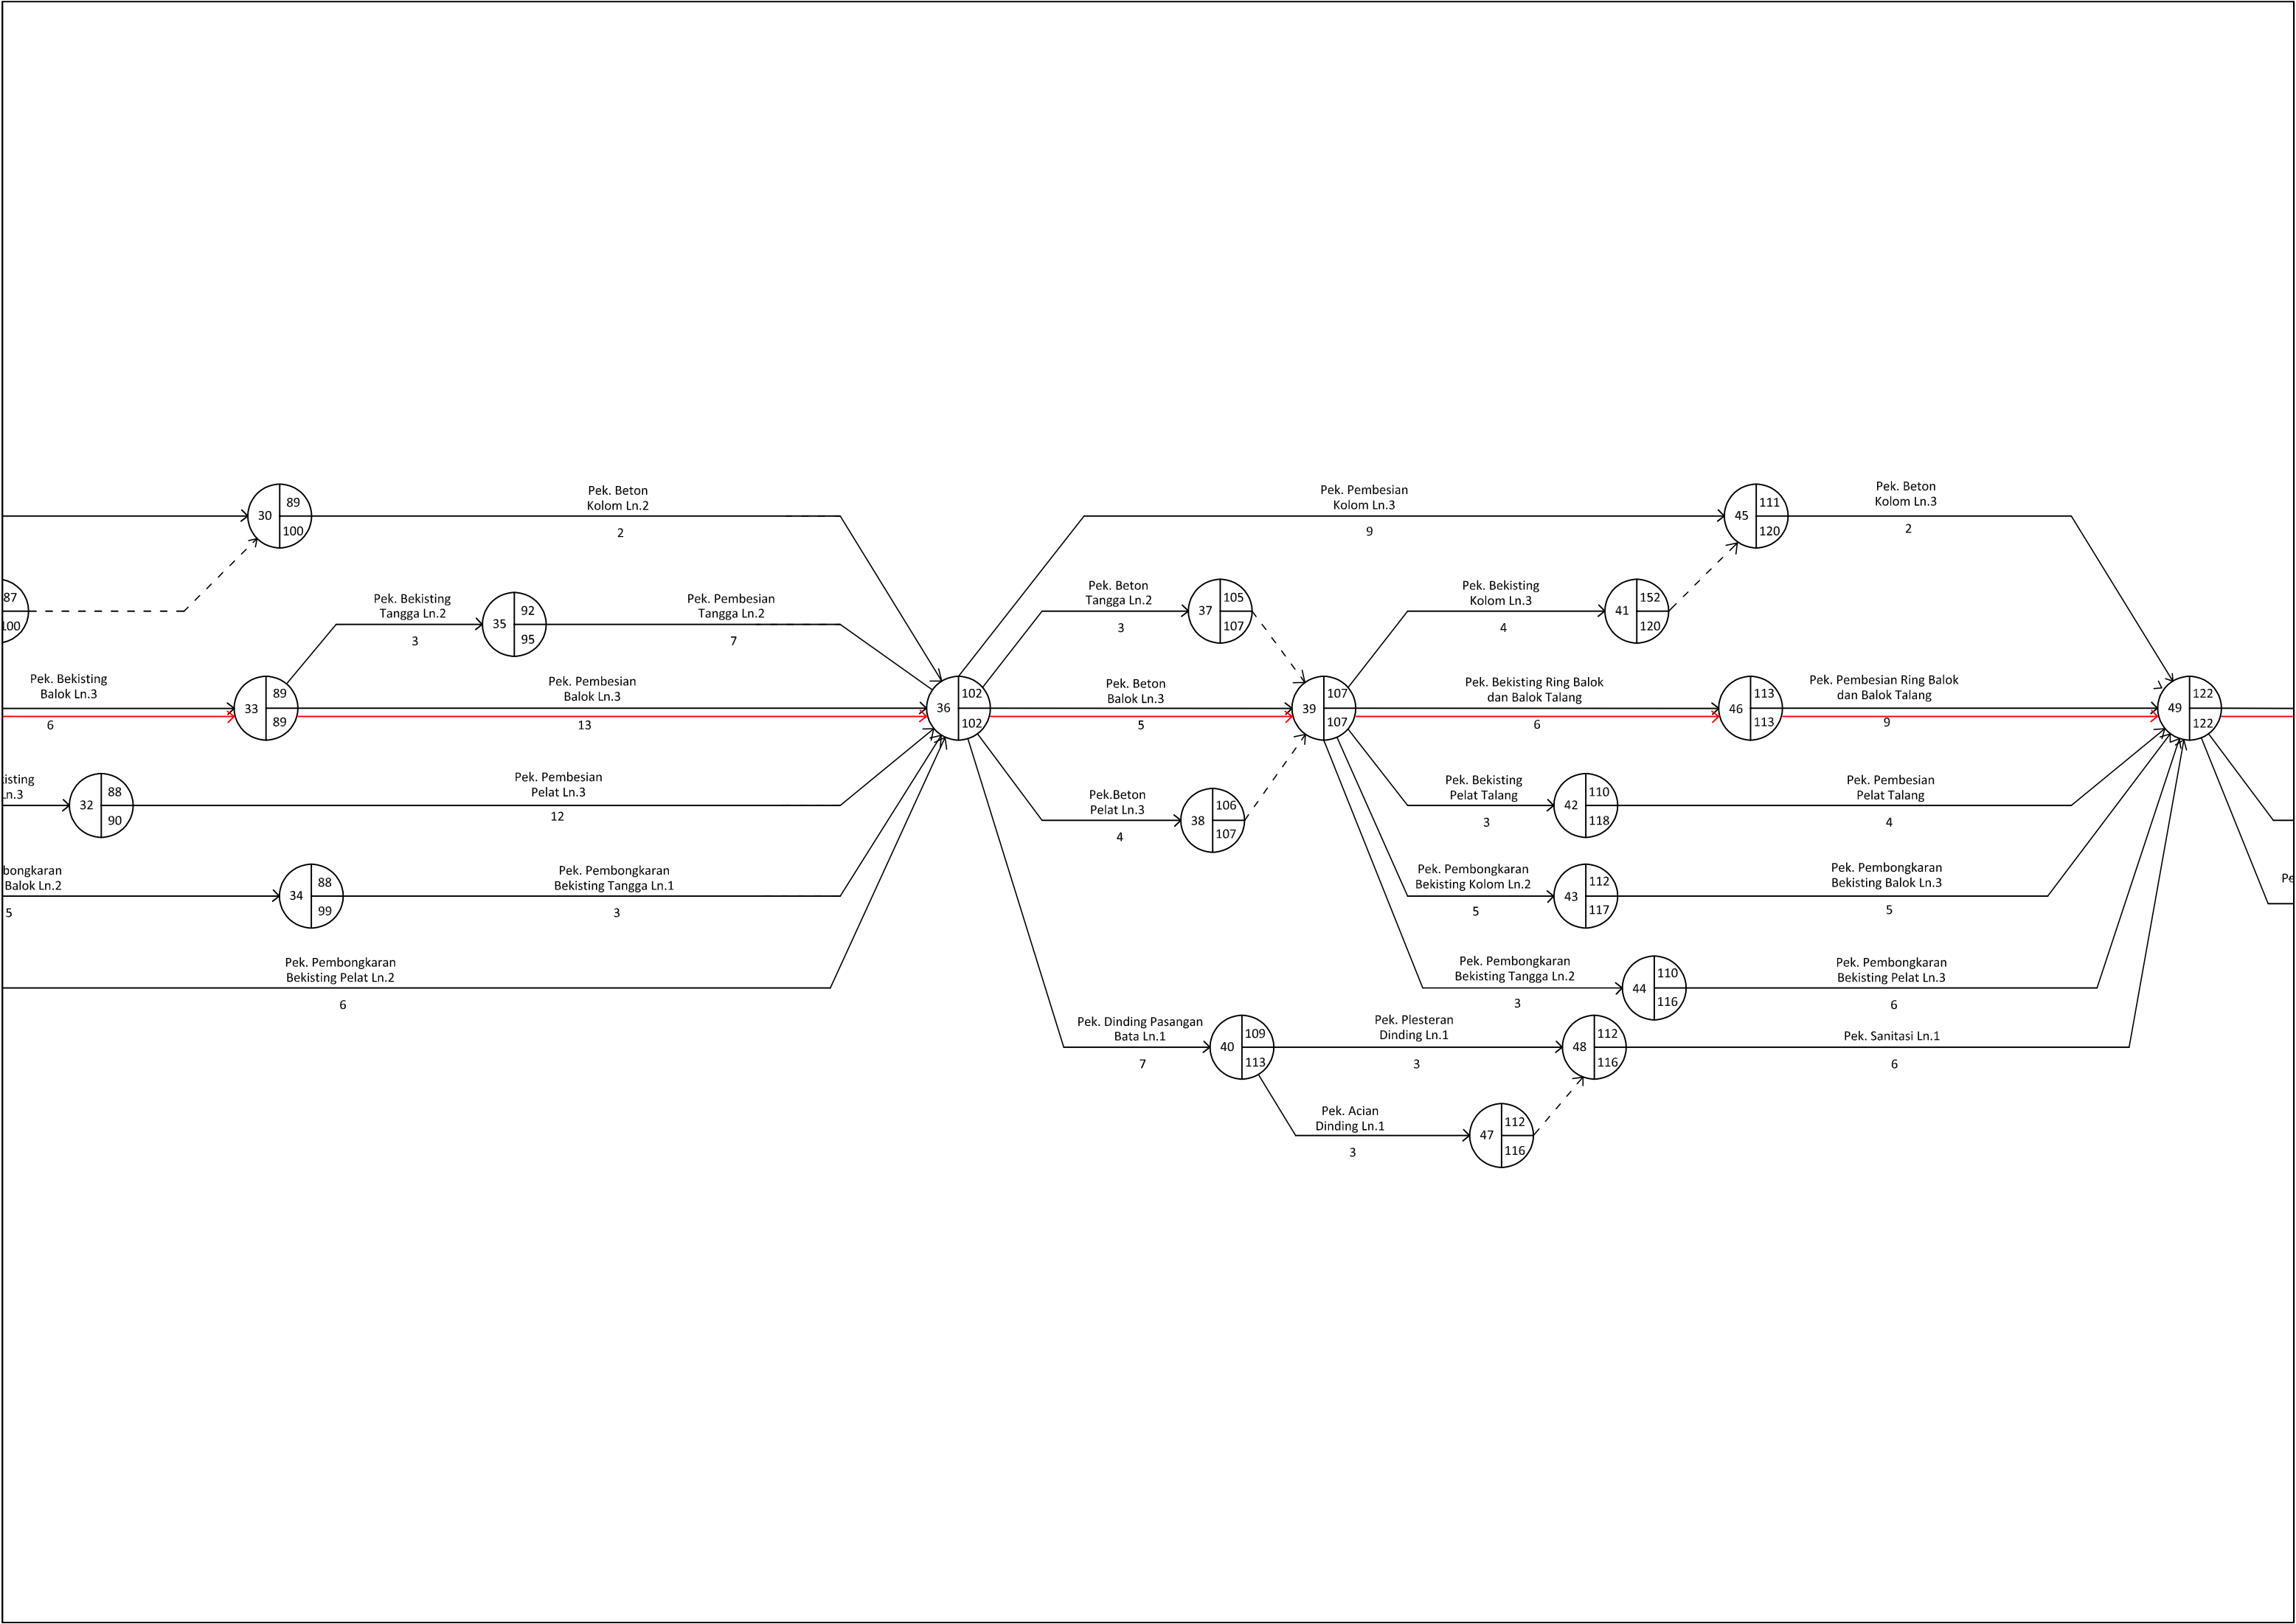 30
89
100
Pek. Beton
Kolom Ln.2
2
87
100
Pek. Bekisting
Tangga Ln.2
3
35
92
95
Pek. Pembesian
Tangga Ln.2
7
Pek. Bekisting
Balok Ln.3
6
33
89
89
Pek. Pembesian
Balok Ln.3
13
36
102
102
32
88
90
Pek. Pembesian
Pelat Ln.3
12
Balok Ln.2
5
34
88
99
Pek. Pembongkaran
Bekisting Tangga Ln.1
3
Pek. Pembongkaran
Bekisting Pelat Ln.2
6
Pek. Pembesian
Kolom Ln.3
9
45
111
120
Pek. Beton
Kolom Ln.3
2
Pek. Beton
Tangga Ln.2
3
37
105
107
Pek. Bekisting
Kolom Ln.3
4
41
152
120
Pek. Beton
Balok Ln.3
5
39
107
107
Pek. Bekisting Ring Balok
dan Balok Talang
6
46
113
113
Pek. Pembesian Ring Balok
dan Balok Talang
9
49
122
122
Pek.Beton
Pelat Ln.3
4
38
106
107
Pek. Bekisting
Pelat Talang
3
42
110
118
Pek. Pembesian
Pelat Talang
4
Pek. Pembongkaran
Bekisting Kolom Ln.2
5
43
112
117
Pek. Pembongkaran
Bekisting Balok Ln.3
5
Pek. Pembongkaran
Bekisting Tangga Ln.2
3
44
110
116
Pek. Pembongkaran
Bekisting Pelat Ln.3
6
Pek. Dinding Pasangan
Bata Ln.1
7
40
109
113
Pek. Plesteran
Dinding Ln.1
3
48
112
116
Pek. Sanitasi Ln.1
6
Pek. Acian
Dinding Ln.1
3
47
112
116